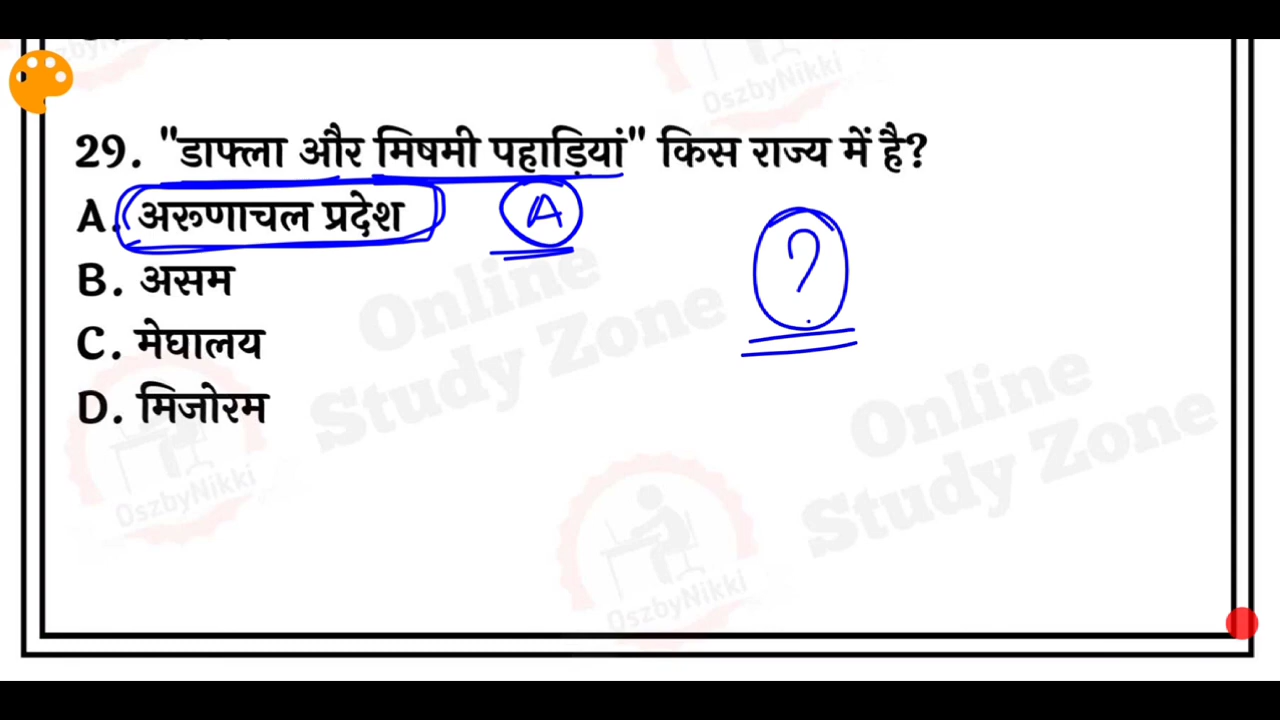 29. "डाफ्ला और मिषमी पहाड़ियां" किस राज्य में है?
A. अरूणाचल प्रदेश
A
?
B. असम
C. मेघालय
D. मिजोरम
Online
Study Zone
Online
Study Zone
OszbyNikki
OszbyNikki
OszbyNikki